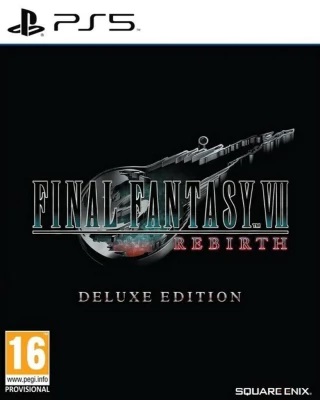 PS5
FINAL FANTASY VII
REBIRTH
DELUXE EDITION
16
www.pegi.info
PROVISIONAL
SQUARE ENIX